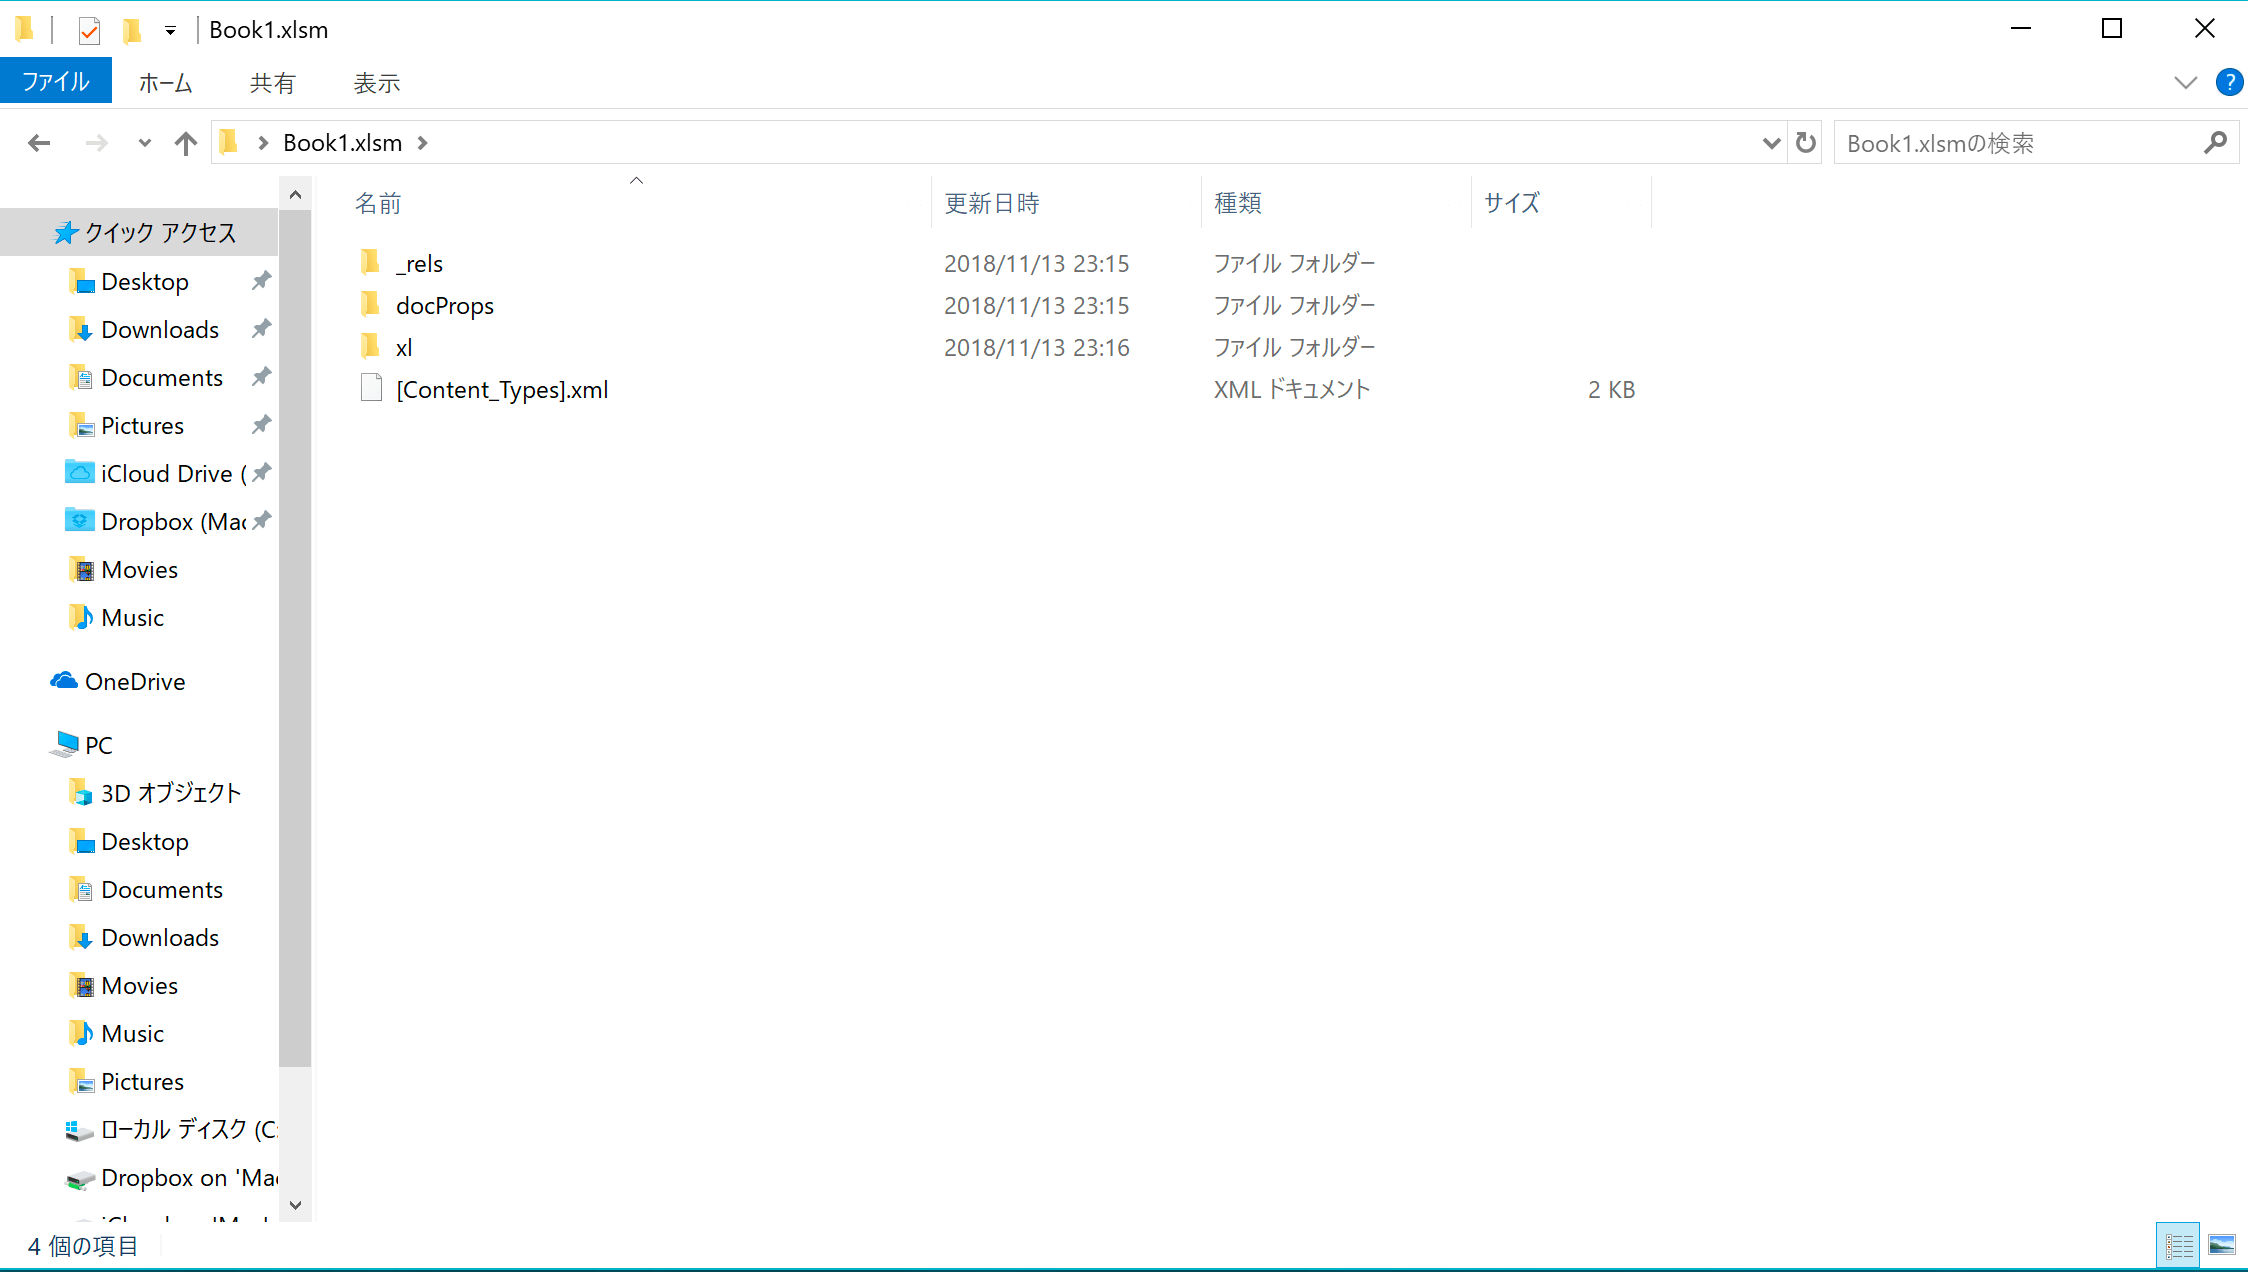 Book1.xlsm
ファイル ホーム 共有 表示
Book1.xlsm
Book1.xlsmの検索
名前 更新日時 種類 サイズ
_rels 2018/11/13 23:15 ファイル フォルダー
docProps 2018/11/13 23:15 ファイル フォルダー
xl 2018/11/13 23:16 ファイル フォルダー
[Content_Types].xml XML ドキュメント 2 KB
クイック アクセス
Desktop
Downloads
Documents
Pictures
iCloud Drive (
Dropbox (Mac
Movies
Music
OneDrive
PC
3D オブジェクト
Desktop
Documents
Downloads
Movies
Music
Pictures
ローカル ディスク (C:
Dropbox on 'Mac
4 個の項目